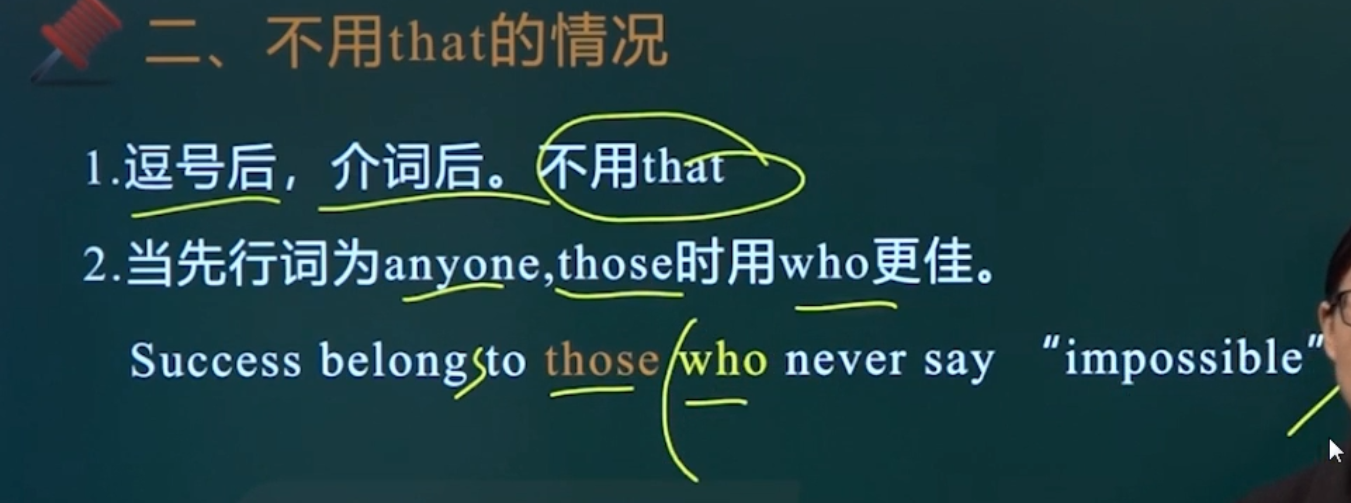 二、不用that的情况
1.逗号后，介词后。不用that
2.当先行词为anyone,those时用who更佳。
Success belongs to those who never say “impossible”